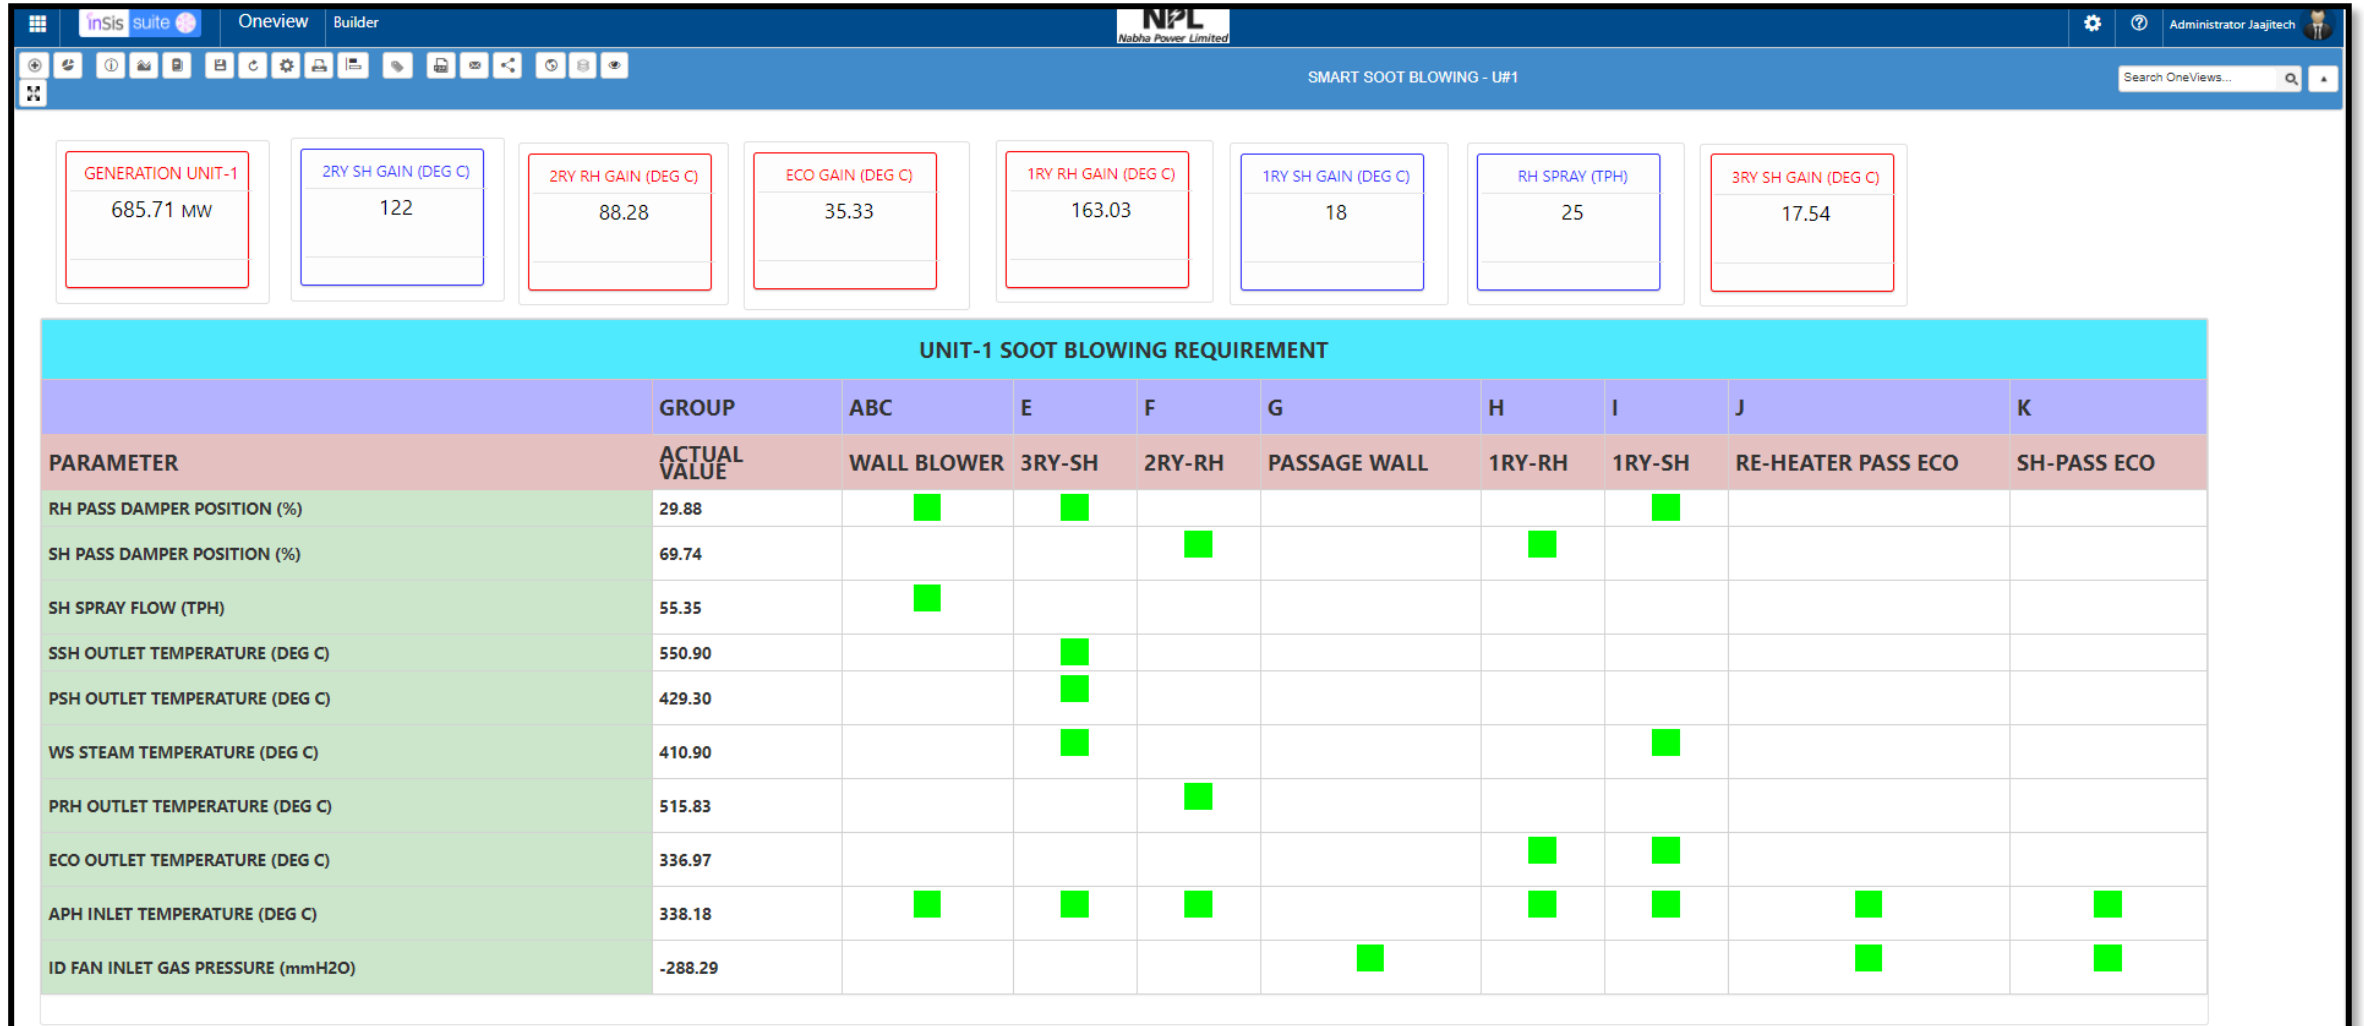 inSis suite Oneview Builder NPL Administrator Jaajitech
Nabha Power Limited
SMART SOOT BLOWING - U#1 Search OneViews...
GENERATION UNIT-1
685.71 MW
2RY SH GAIN (DEG C)
122
2RY RH GAIN (DEG C)
88.28
ECO GAIN (DEG C)
35.33
1RY RH GAIN (DEG C)
163.03
1RY SH GAIN (DEG C)
18
RH SPRAY (TPH)
25
3RY SH GAIN (DEG C)
17.54
UNIT-1 SOOT BLOWING REQUIREMENT
GROUP ABC E F G H I J K
PARAMETER ACTUAL VALUE WALL BLOWER 3RY-SH 2RY-RH PASSAGE WALL 1RY-RH 1RY-SH RE-HEATER PASS ECO SH-PASS ECO
RH PASS DAMPER POSITION (%) 29.88
SH PASS DAMPER POSITION (%) 69.74
SH SPRAY FLOW (TPH) 55.35
SSH OUTLET TEMPERATURE (DEG C) 550.90
PSH OUTLET TEMPERATURE (DEG C) 429.30
WS STEAM TEMPERATURE (DEG C) 410.90
PRH OUTLET TEMPERATURE (DEG C) 515.83
ECO OUTLET TEMPERATURE (DEG C) 336.97
APH INLET TEMPERATURE (DEG C) 338.18
ID FAN INLET GAS PRESSURE (mmH2O) -288.29